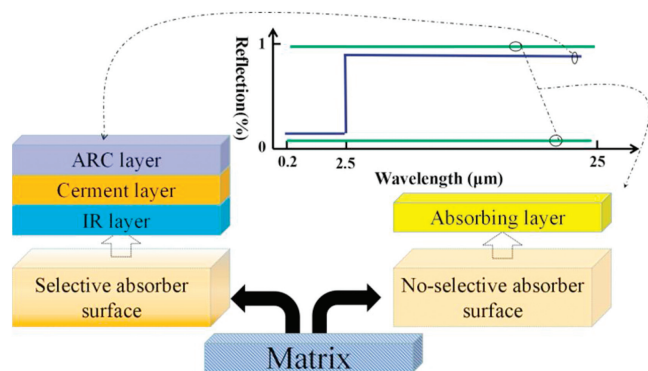 Reflection(%)
1
0
0.2
2.5
25
Wavelength (μm)
ARC layer
Cerment layer
IR layer
Absorbing layer
Selective absorber
surface
No-selective absorber
surface
Matrix